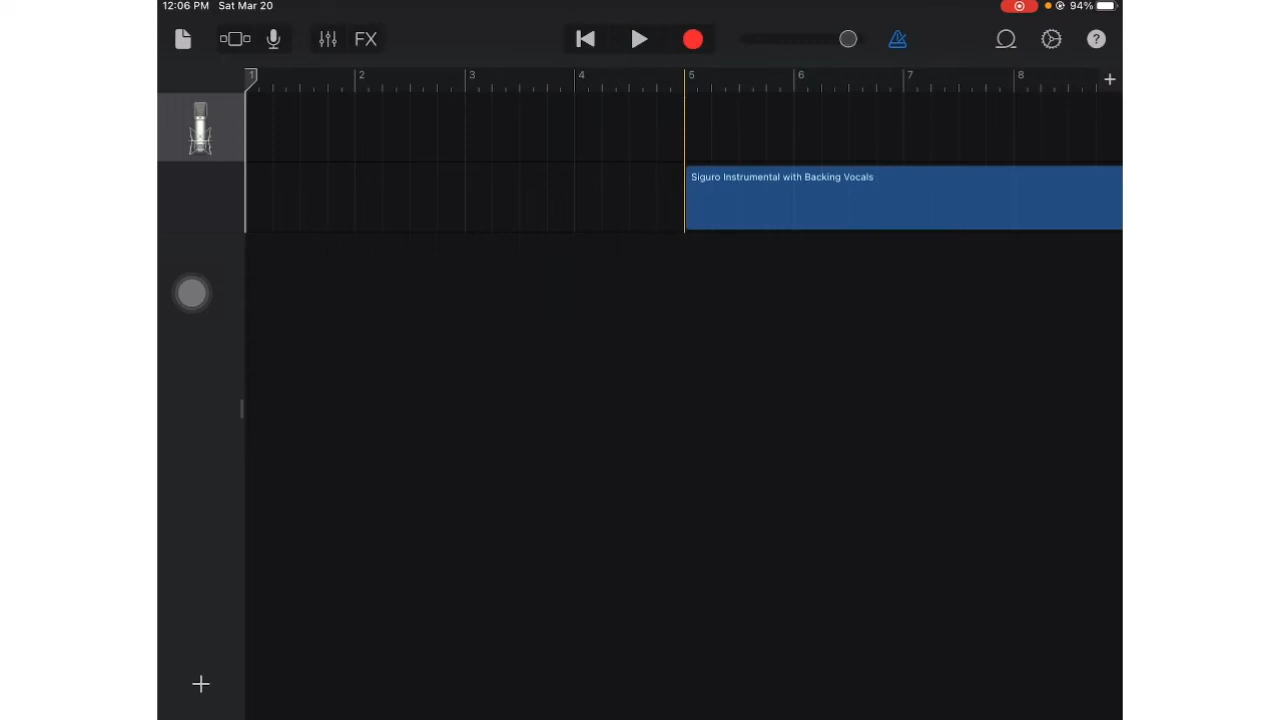 12:06 PM Sat Mar 20 94%
FX ?
1 2 3 4 5 6 7 8 +
Siguro Instrumental with Backing Vocals
+